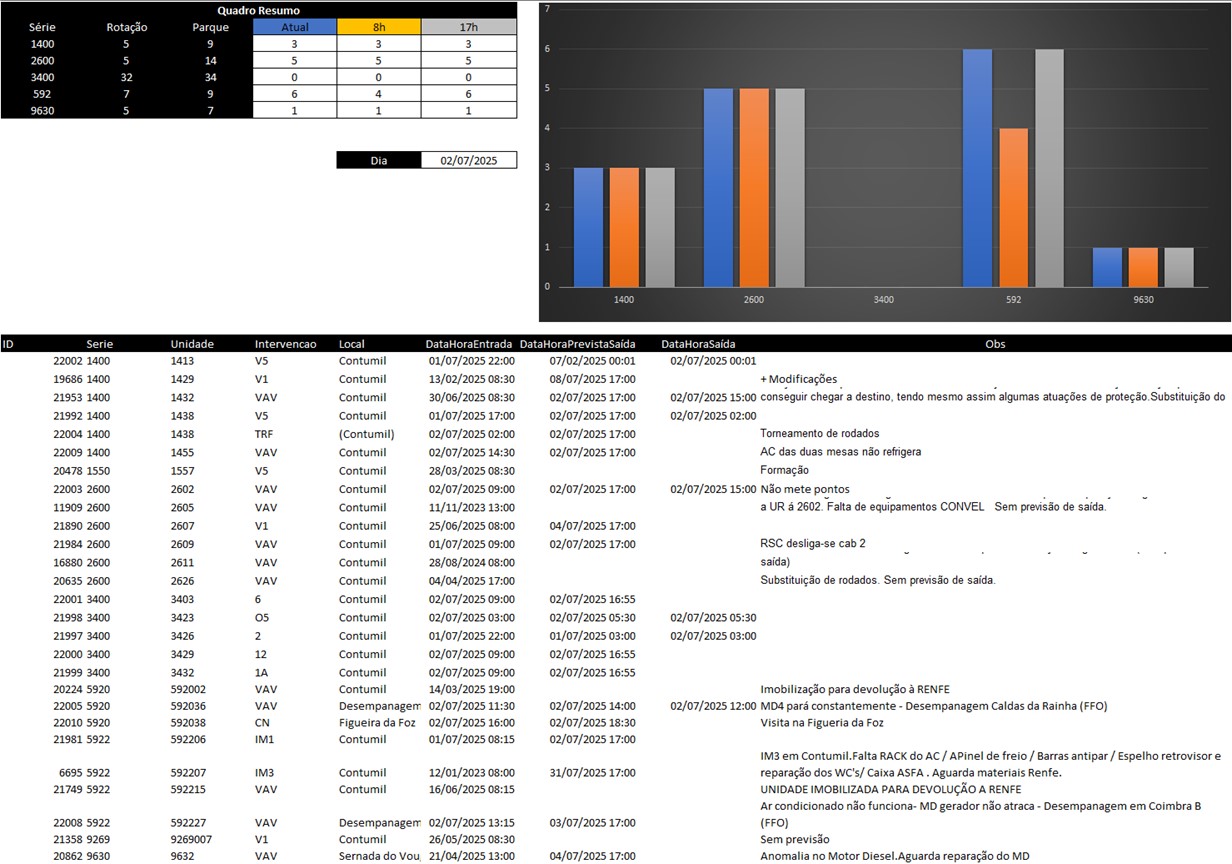 Quadro Resumo
Série Rotação Parque Atual 8h 17h
1400 5 9 3 3 3
2600 5 14 5 5 5
3400 32 34 0 0 0
592 7 9 6 4 6
9630 5 7 1 1 1
Dia 02/07/2025
7
6
5
4
3
2
1
0
1400 2600 3400 592 9630
ID Serie Unidade Intervencao Local DataHoraEntrada DataHoraPrevistaSaída DataHoraSaída Obs
22002 1400 1413 V5 Contumil 01/07/2025 22:00 07/02/2025 00:01 02/07/2025 00:01
19686 1400 1429 V1 Contumil 13/02/2025 08:30 08/07/2025 17:00 + Modificações
21953 1400 1432 VAV Contumil 30/06/2025 08:30 02/07/2025 17:00 02/07/2025 15:00 conseguir chegar a destino, tendo mesmo assim algumas atuações de proteção.Substituição do
21992 1400 1438 V5 Contumil 01/07/2025 17:00 02/07/2025 17:00 02/07/2025 02:00
22004 1400 1438 TRF (Contumil) 02/07/2025 02:00 02/07/2025 17:00 Torneamento de rodados
22009 1400 1455 VAV Contumil 02/07/2025 14:30 02/07/2025 17:00 AC das duas mesas não refrigera
20478 1550 1557 V5 Contumil 28/03/2025 08:30 Formação
22003 2600 2602 VAV Contumil 02/07/2025 09:00 02/07/2025 17:00 02/07/2025 15:00 Não mete pontos
11909 2600 2605 VAV Contumil 11/11/2023 13:00 a UR á 2602. Falta de equipamentos CONVEL Sem previsão de saída.
21890 2600 2607 V1 Contumil 25/06/2025 08:00 04/07/2025 17:00
21984 2600 2609 VAV Contumil 01/07/2025 09:00 02/07/2025 17:00 RSC desliga-se cab 2
16880 2600 2611 VAV Contumil 28/08/2024 08:00 saída)
20635 2600 2626 VAV Contumil 04/04/2025 17:00 Substituição de rodados. Sem previsão de saída.
22001 3400 3403 6 Contumil 02/07/2025 09:00 02/07/2025 16:55
21998 3400 3423 O5 Contumil 02/07/2025 03:00 02/07/2025 05:30 02/07/2025 05:30
21997 3400 3426 2 Contumil 01/07/2025 22:00 01/07/2025 03:00 02/07/2025 03:00
22000 3400 3429 12 Contumil 02/07/2025 09:00 02/07/2025 16:55
21999 3400 3432 1A Contumil 02/07/2025 09:00 02/07/2025 16:55
20224 5920 592002 VAV Contumil 14/03/2025 19:00 Imobilização para devolução à RENFE
22005 5920 592036 VAV Desempanagem 02/07/2025 11:30 02/07/2025 14:00 02/07/2025 12:00 MD4 pará constantemente - Desempanagem Caldas da Rainha (FFO)
22010 5920 592038 CN Figueira da Foz 02/07/2025 16:00 02/07/2025 18:30 Visita na Figueria da Foz
21981 5922 592206 IM1 Contumil 01/07/2025 08:15 02/07/2025 17:00
IM3 em Contumil.Falta RACK do AC / APinel de freio / Barras antipar / Espelho retrovisor e
6695 5922 592207 IM3 Contumil 12/01/2023 08:00 31/07/2025 17:00 reparação dos WC's/ Caixa ASFA . Aguarda materiais Renfe.
21749 5922 592215 VAV Contumil 16/06/2025 08:15 UNIDADE IMOBILIZADA PARA DEVOLUÇÃO A RENFE
Ar condicionado não funciona- MD gerador não atraca - Desempanagem em Coimbra B
22008 5922 592227 VAV Desempanagem 02/07/2025 13:15 03/07/2025 17:00 (FFO)
21358 9269 9269007 V1 Contumil 26/05/2025 08:30 Sem previsão
20862 9630 9632 VAV Sernada do Vou 21/04/2025 13:00 04/07/2025 17:00 Anomalia no Motor Diesel.Aguarda reparação do MD